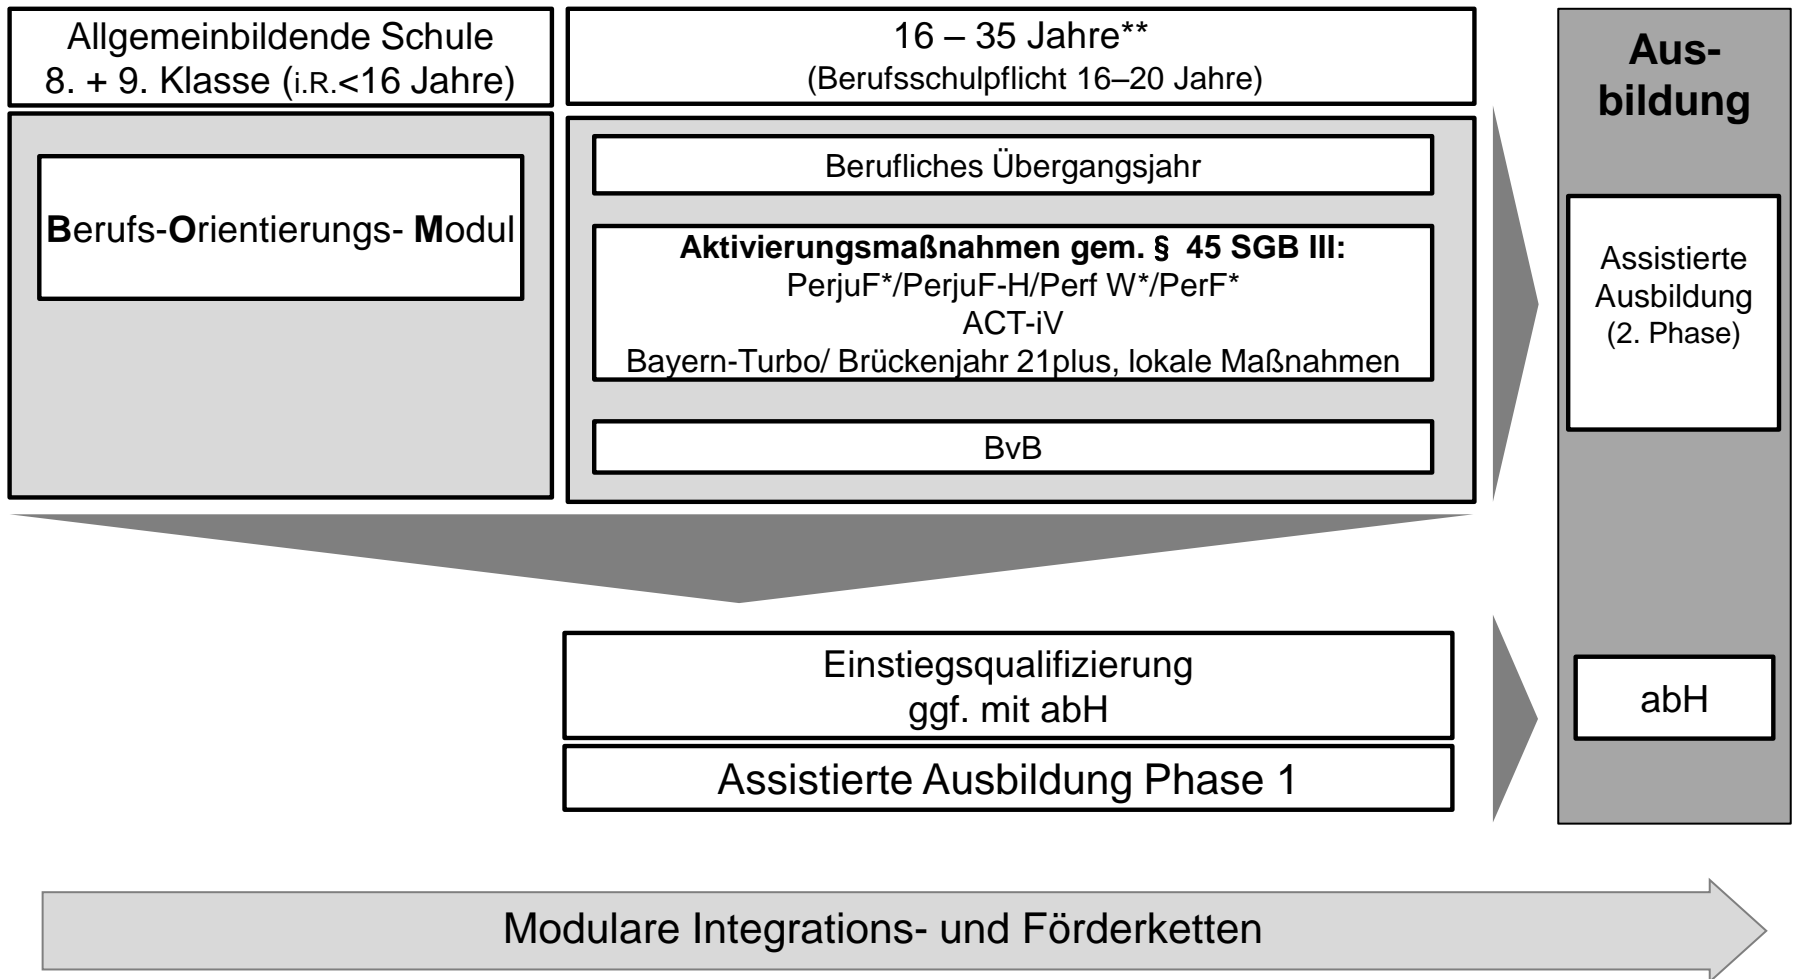 Allgemeinbildende Schule
8. + 9. Klasse (i.R.<16 Jahre)
Berufs-Orientierungs- Modul
16 – 35 Jahre**
(Berufsschulpflicht 16–20 Jahre)
Berufliches Übergangsjahr
Aktivierungsmaßnahmen gem. § 45 SGB III:
PerjuF*/PerjuF-H/Perf W*/PerF*
ACT-iV
Bayern-Turbo/ Brückenjahr 21plus, lokale Maßnahmen
BvB
Einstiegsqualifizierung
ggf. mit abH
Assistierte Ausbildung Phase 1
Aus-
bildung
Assistierte
Ausbildung
(2. Phase)
abH
Modulare Integrations- und Förderketten